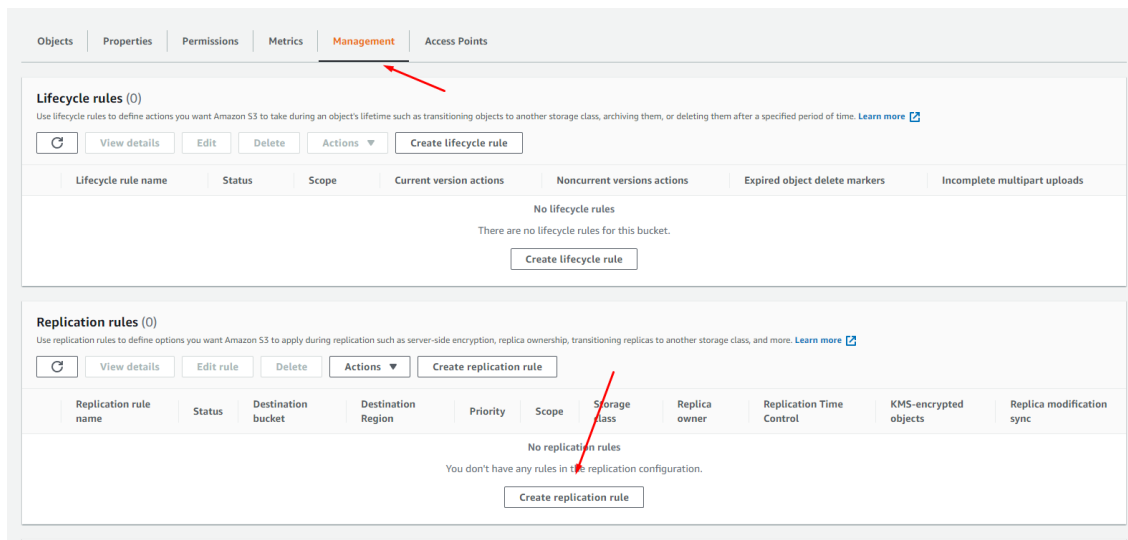 Objects Properties Permissions Metrics Management Access Points
Lifecycle rules (0)
Use lifecycle rules to define actions you want Amazon S3 to take during an object's lifetime such as transitioning objects to another storage class, archiving them, or deleting them after a specified period of time. Learn more
View details Edit Delete Actions Create lifecycle rule
Lifecycle rule name Status Scope Current version actions Noncurrent versions actions Expired object delete markers Incomplete multipart uploads
No lifecycle rules
There are no lifecycle rules for this bucket.
Create lifecycle rule
Replication rules (0)
Use replication rules to define options you want Amazon S3 to apply during replication such as server-side encryption, replica ownership, transitioning replicas to another storage class, and more. Learn more
View details Edit rule Delete Actions Create replication rule
Replication rule name Status Destination bucket Destination Region Priority Scope Storage class Replica owner Replication Time Control KMS-encrypted objects Replica modification sync
No replication rules
You don't have any rules in the replication configuration.
Create replication rule